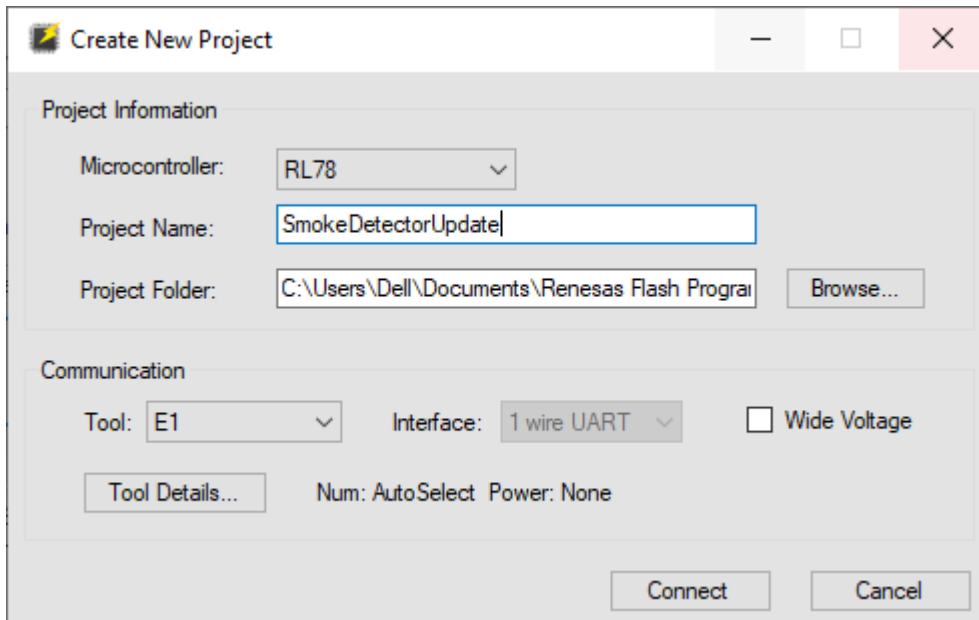 Create New Project
Project Information
Microcontroller: RL78
Project Name: SmokeDetectorUpdate
Project Folder: C:\Users\Dell\Documents\Renesas Flash Prograr Browse...
Communication
Tool: E1 Interface: 1 wire UART Wide Voltage
Tool Details... Num: AutoSelect Power: None
Connect Cancel